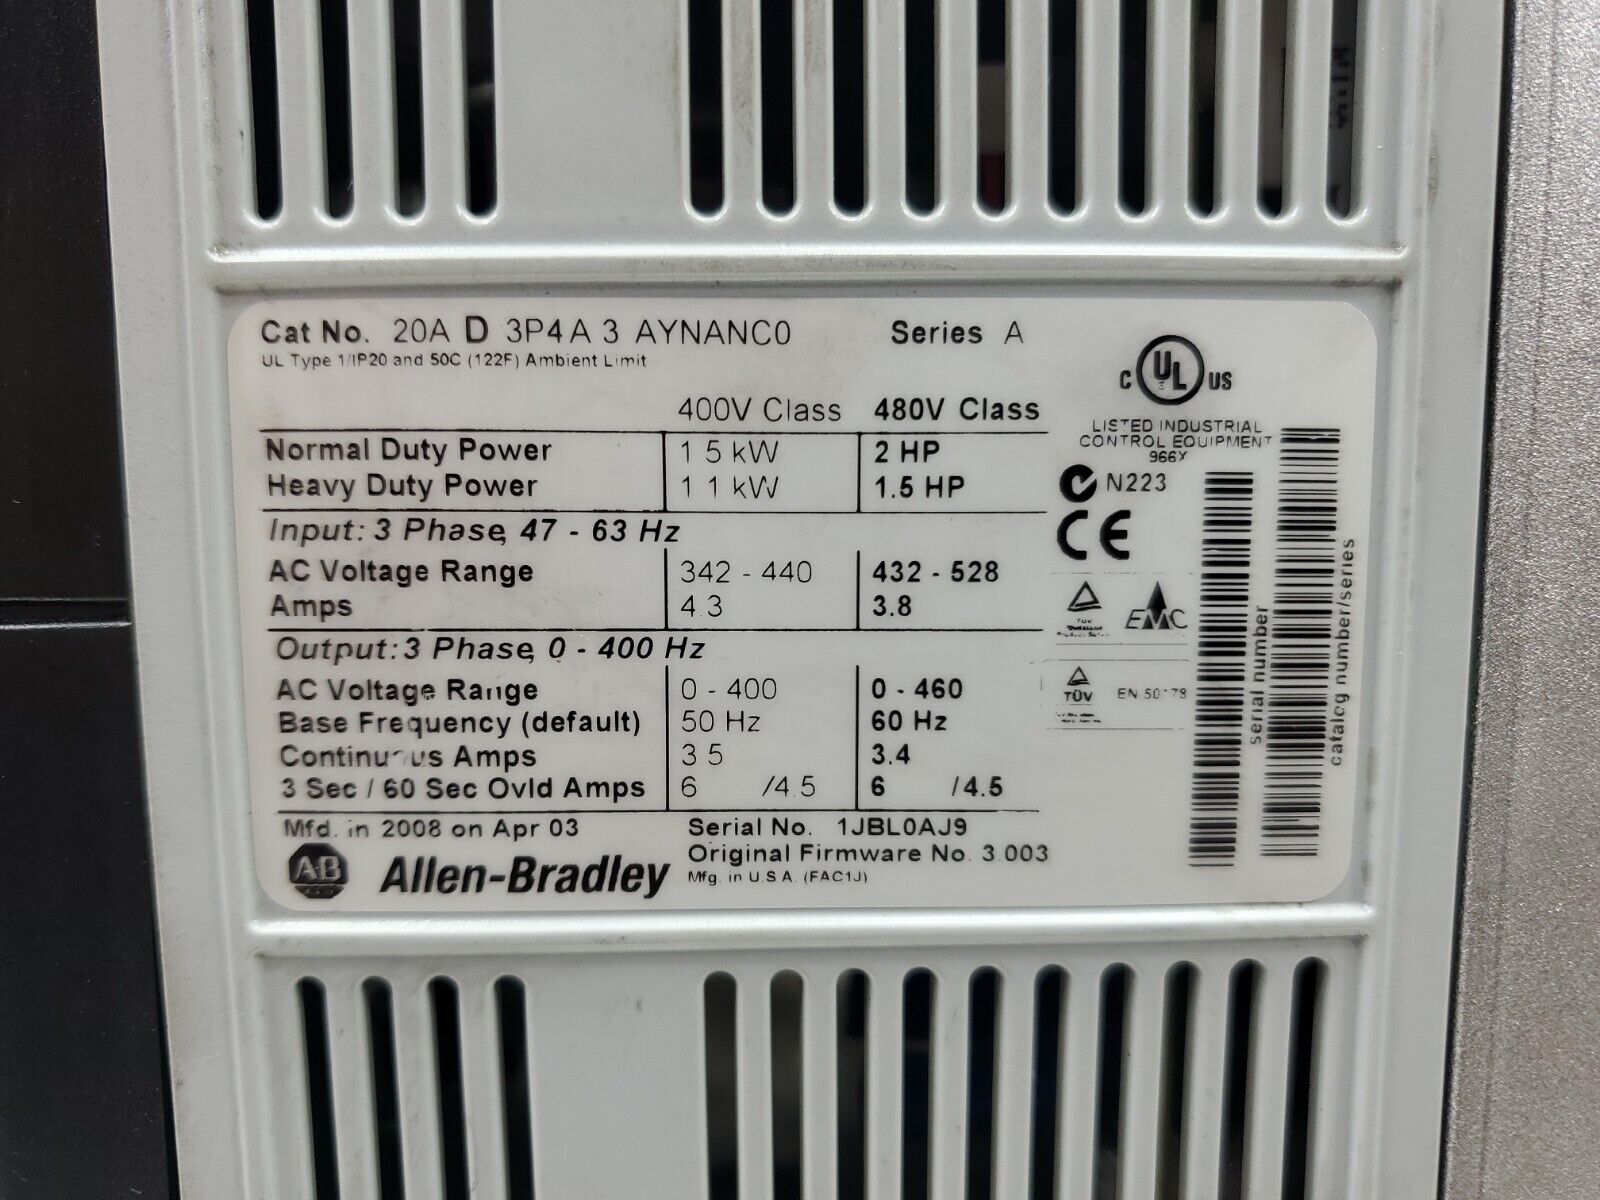 Cat No. 20A D 3P4 A 3 AYNANC0 Series A
UL Type 1/IP20 and 50C (122F) Ambient Limit
C UL US
LISTED INDUSTRIAL
CONTROL EQUIPMENT
966X
N223
CE
400V Class 480V Class
Normal Duty Power 1 5 kW 2 HP
Heavy Duty Power 1 1 kW 1.5 HP
Input: 3 Phase, 47 - 63 Hz
AC Voltage Range 342 - 440 432 - 528
Amps 4.3 3.8
Output: 3 Phase, 0 - 400 Hz
AC Voltage Range 0 - 400 0 - 460
Base Frequency (default) 50 Hz 60 Hz
Continuous Amps 3.5 3.4
3 Sec / 60 Sec Ovld Amps 6 /4.5 6 /4.5
Mfd. in 2008 on Apr 03 Serial No. 1JBL0AJ9
Original Firmware No. 3.003
AB Allen-Bradley Mfg. in U.S.A. (FAC1J)
TUV
EMC
TÜV EN 50178
serial number
catalog number/series